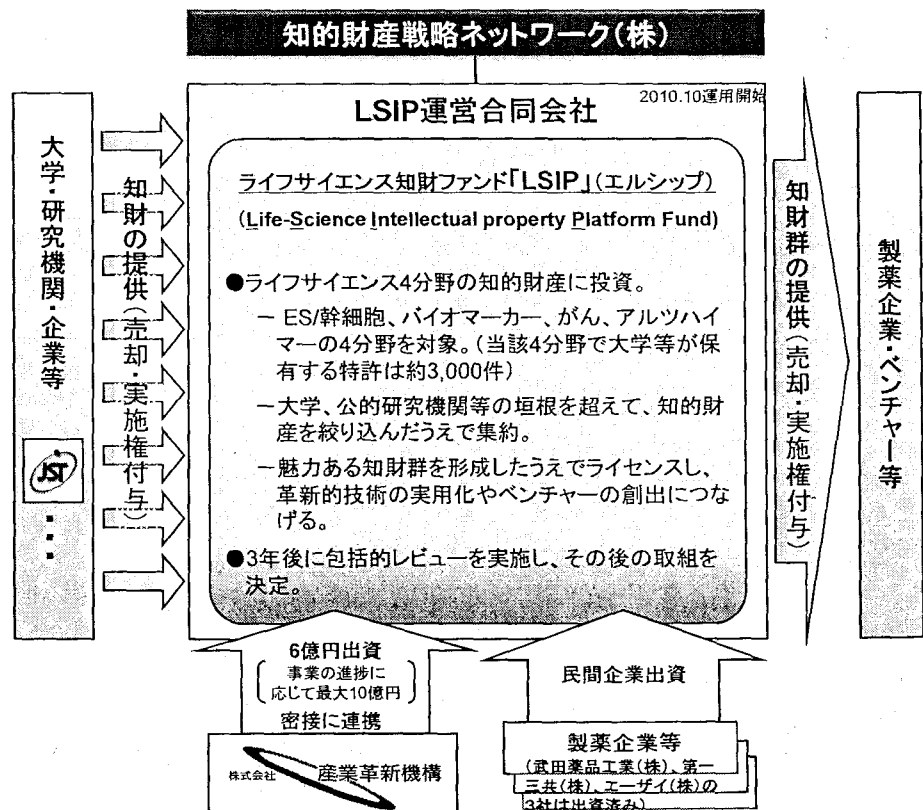 知的財産戦略ネットワーク(株)
LSIP運営合同会社
2010.10運用開始
大学・研究機関・企業等
JST
・・・
知財の提供(売却・実施権付与)
ライフサイエンス知財ファンド「LSIP」(エルシップ)
(Life-Science Intellectual property Platform Fund)
●ライフサイエンス4分野の知的財産に投資。
－ ES/幹細胞、バイオマーカー、がん、アルツハイ
マーの4分野を対象。(当該4分野で大学等が保
有する特許は約3,000件)
－大学、公的研究機関等の垣根を超えて、知的財
産を絞り込んだうえで集約。
－魅力ある知財群を形成したうえでライセンスし、
革新的技術の実用化やベンチャーの創出につな
げる。
●3年後に包括的レビューを実施し、その後の取組を
決定。
知財群の提供(売却・実施権付与)
製薬企業・ベンチャー等
6億円出資
事業の進捗に
応じて最大10億円
密接に連携
株式会社 産業革新機構
民間企業出資
製薬企業等
(武田薬品工業(株)、第一
三共(株)、エーザイ(株)の
3社は出資済み)